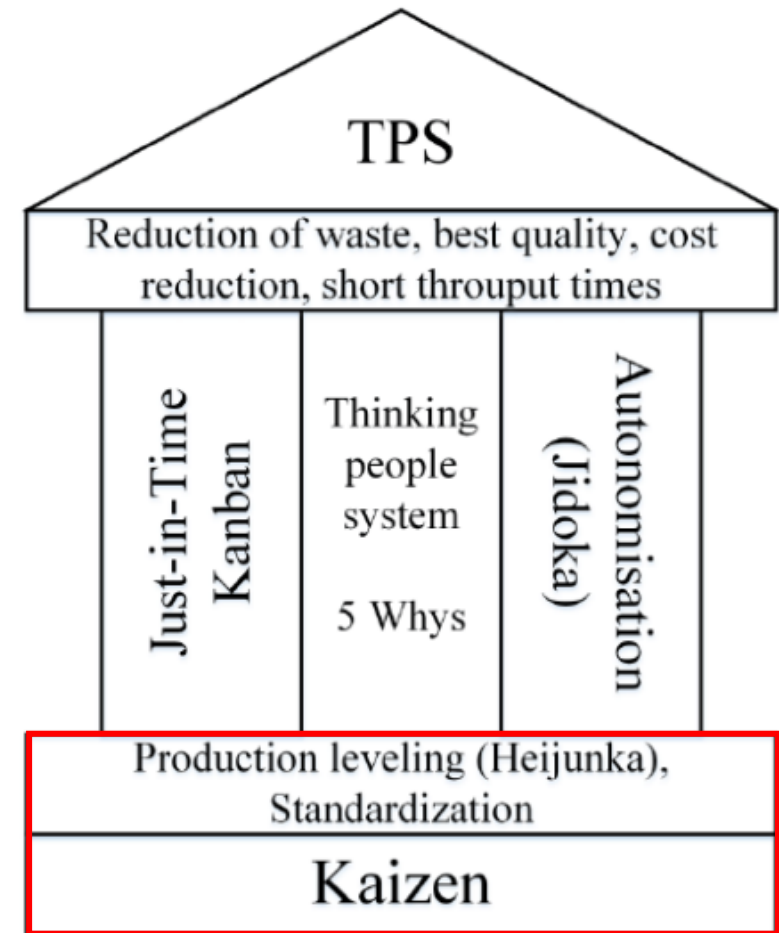 TPS
Reduction of waste, best quality, cost
reduction, short throuput times
Just-in-Time
Kanban
Thinking
people
system
5 Whys
Autonomisation
(Jidoka)
Production leveling (Heijunka),
Standardization
Kaizen